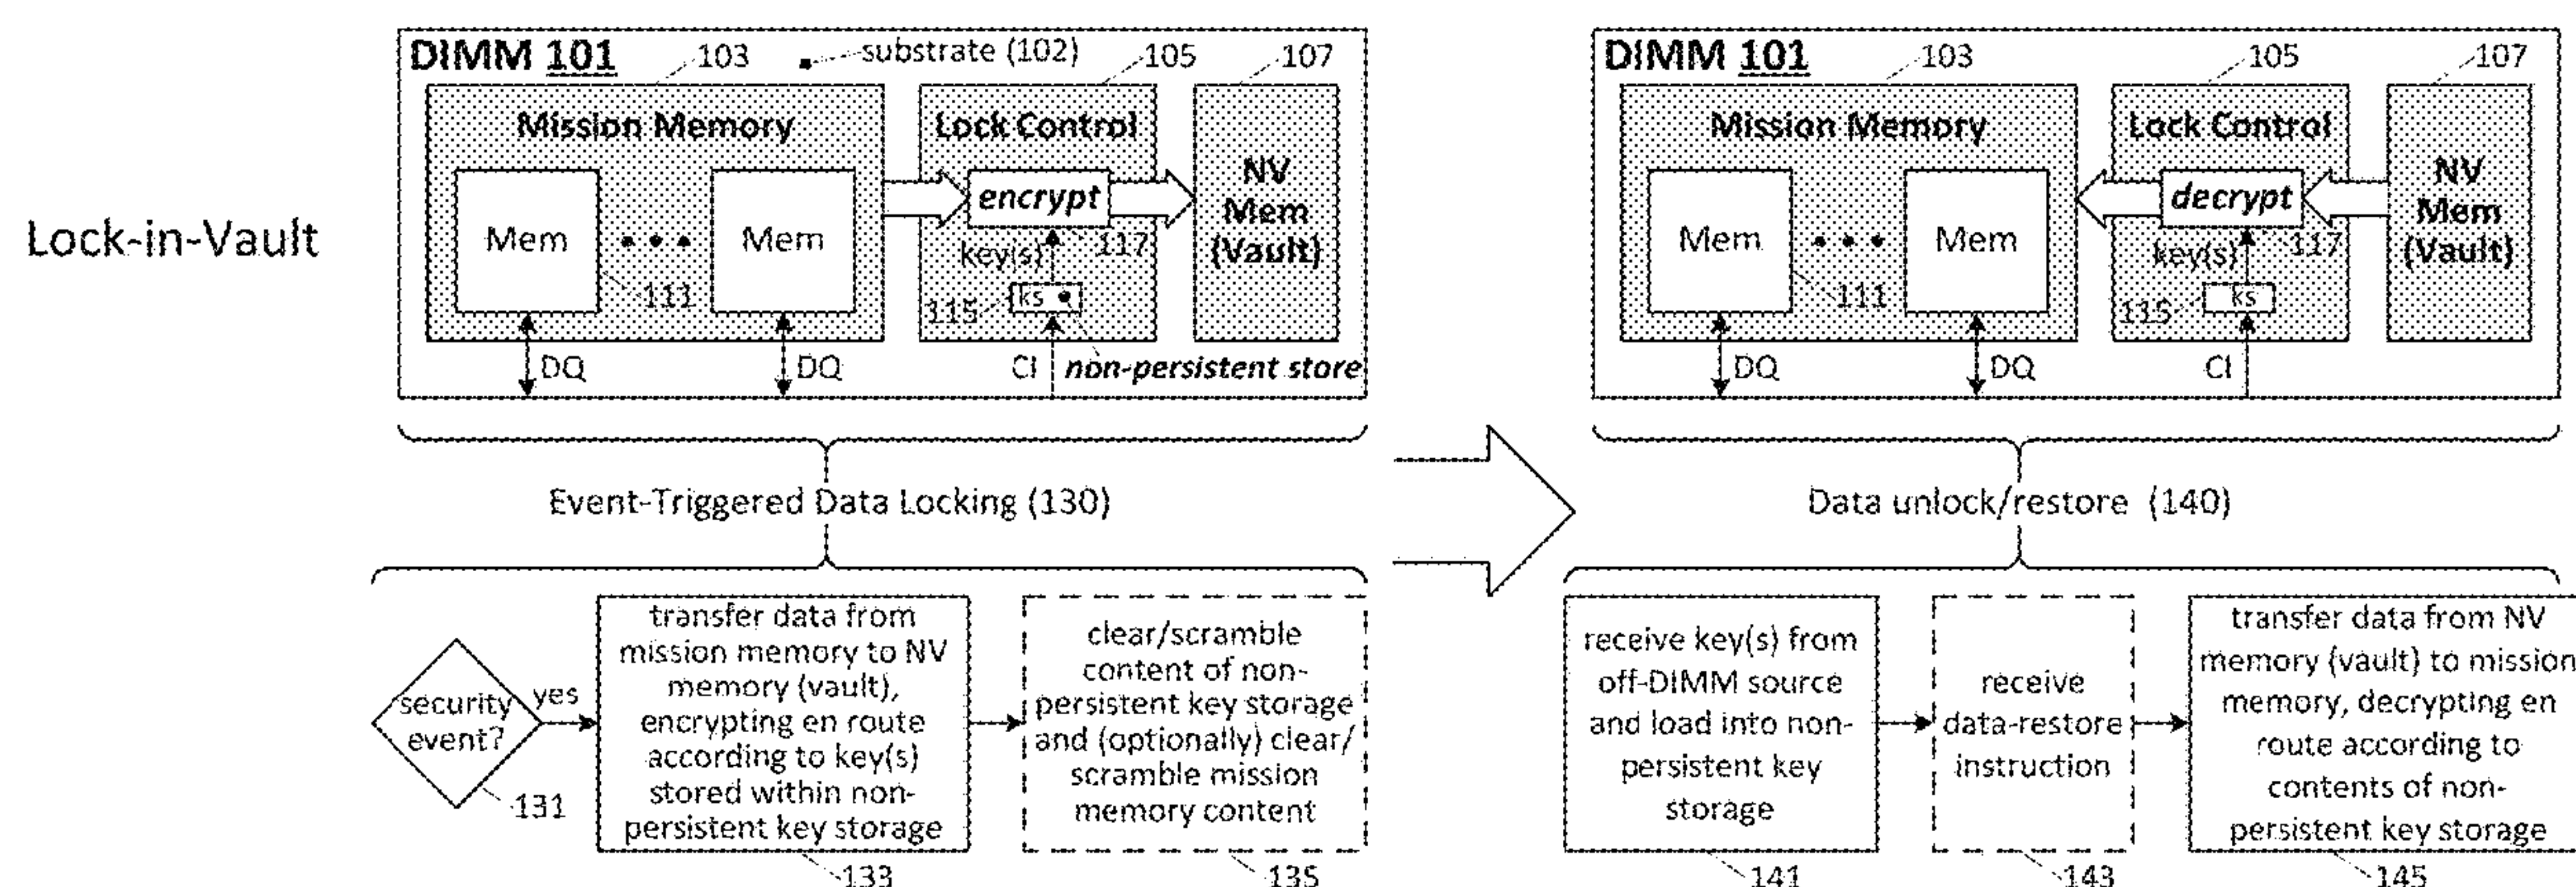 Lock-in-Vault
DIMM 101
substrate (102)
103
105
107
Mission Memory
Lock Control
NV
Mem
(Vault)
Mem
Mem
encrypt
117
key(s)
111
115
ks
DQ
DQ
CI
non-persistent store
Event-Triggered Data Locking (130)
security
event?
yes
131
transfer data from
mission memory to NV
memory (vault),
encrypting en route
according to key(s)
stored within non-
persistent key storage
133
clear/scramble
content of non-
persistent key storage
and (optionally) clear/
scramble mission
memory content
135
DIMM 101
103
105
107
Mission Memory
Lock Control
NV
Mem
(Vault)
Mem
Mem
decrypt
117
key(s)
111
115
ks
DQ
DQ
CI
Data unlock/restore (140)
receive key(s) from
off-DIMM source
and load into non-
persistent key
storage
141
receive
data-restore
instruction
143
transfer data from NV
memory (vault) to mission
memory, decrypting en
route according to
contents of non-
persistent key storage
145